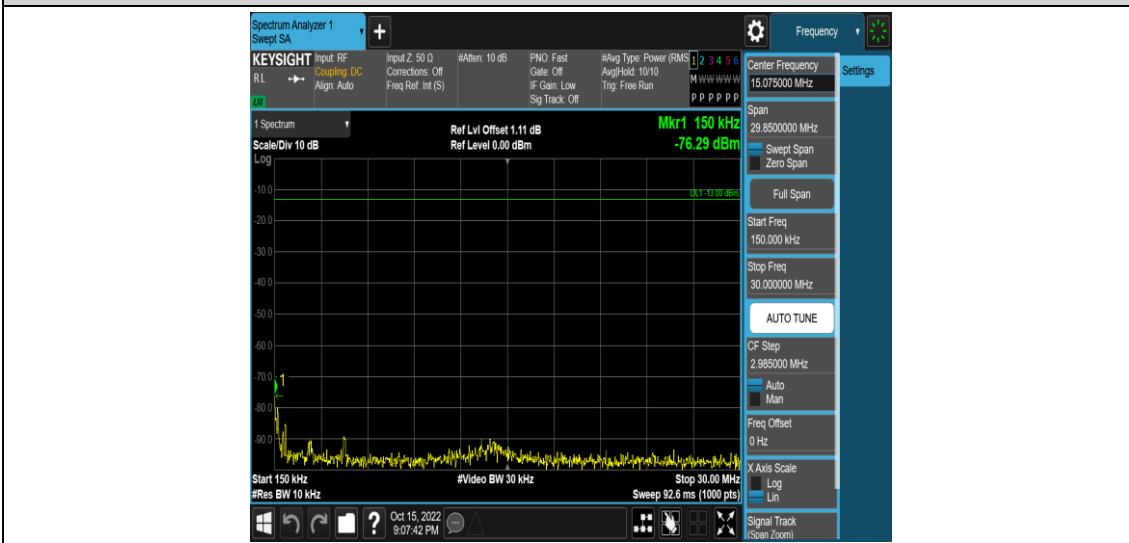 Spectrum Analyzer 1
Swept SA
+
Frequency
KEYSIGHT
RL
LV
Input: RF
Coupling: DC
Align: Auto
Input Z: 50 Ω
Corrections: Off
Freq Ref: Int (S)
#Atten: 10 dB
PNO: Fast
Gate: Off
IF Gain: Low
Sig Track: Off
#Avg Type: Power (RMS
Avg|Hold: 10/10
Trig: Free Run
1 2 3 4 5 6
M W W W W W
P P P P P P
1 Spectrum
Scale/Div 10 dB
Log
Ref Lvl Offset 1.11 dB
Ref Level 0.00 dBm
Mkr1 150 kHz
-76.29 dBm
DL1 -13.00 dBm
-10.0
-20.0
-30.0
-40.0
-50.0
-60.0
-70.0
1
-80.0
-90.0
Start 150 kHz
#Video BW 30 kHz
Stop 30.00 MHz
#Res BW 10 kHz
Sweep 92.6 ms (1000 pts)
Center Frequency
15.075000 MHz
Settings
Span
29.8500000 MHz
Swept Span
Zero Span
Full Span
Start Freq
150.000 kHz
Stop Freq
30.000000 MHz
AUTO TUNE
CF Step
2.985000 MHz
Auto
Man
Freq Offset
0 Hz
X Axis Scale
Log
Lin
Signal Track
(Span Zoom)
?
Oct 15, 2022
9:07:42 PM